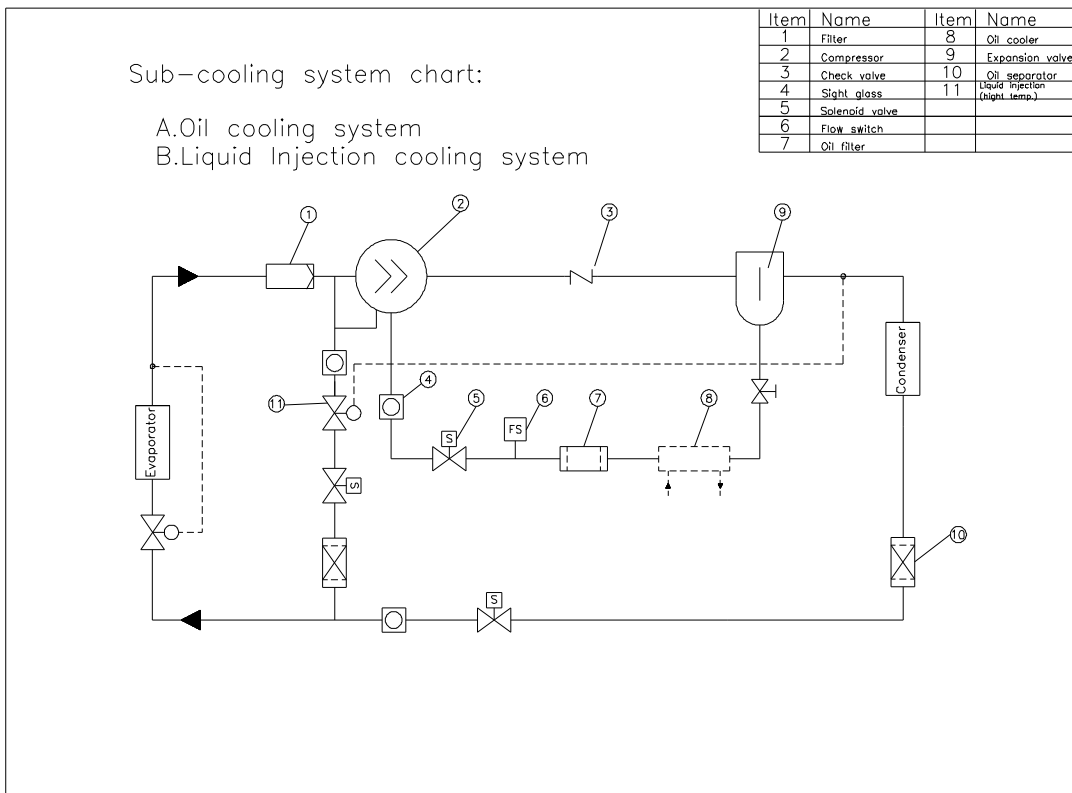 Item Name Item Name
1 Filter 8 Oil cooler
2 Compressor 9 Expansion valve
3 Check valve 10 Oil separator
4 Sight glass 11 Liquid injection (hight temp.)
5 Solenoid valve
6 Flow switch
7 Oil filter
Sub-cooling system chart:
A.Oil cooling system
B.Liquid Injection cooling system
1
2
3
9
4
11
5
6
7
8
S
FS
S
Evaporator
Condenser
10
S